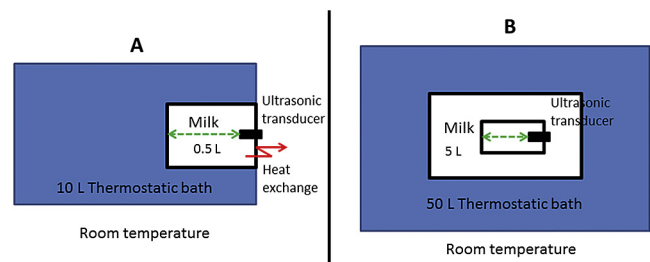 A
Ultrasonic
transducer
Milk
0.5 L
Heat
exchange
10 L Thermostatic bath
Room temperature
B
Ultrasonic
transducer
Milk
5 L
50 L Thermostatic bath
Room temperature